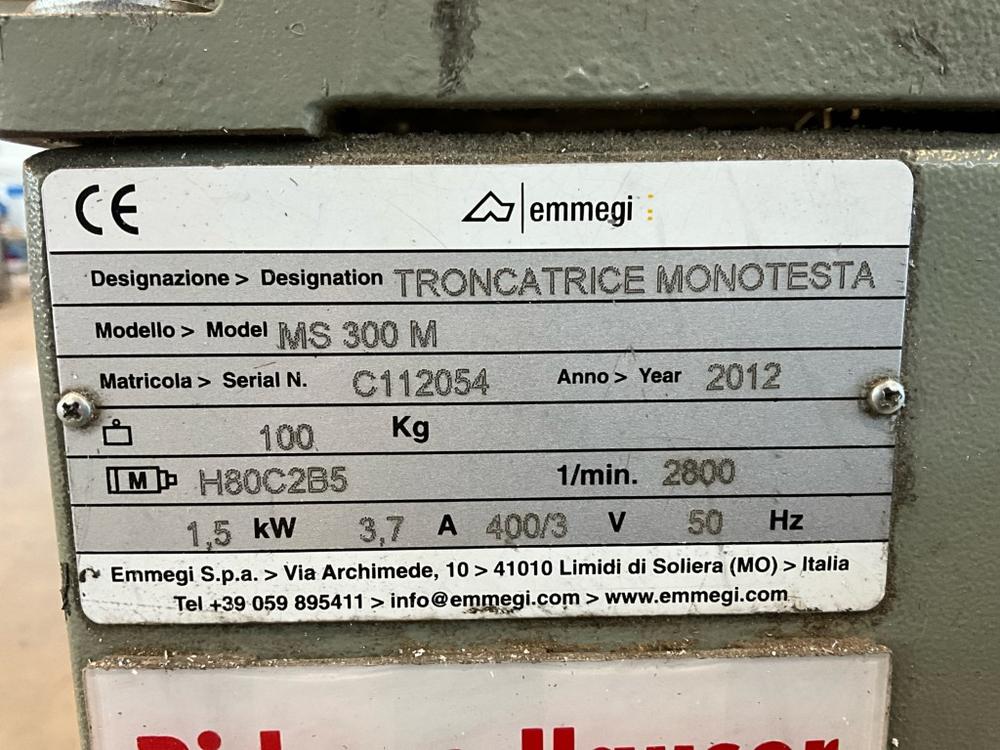 CE
emmegi
Designazione > Designation TRONCATRICE MONOTESTA
Modello > Model MS 300 M
Matricola > Serial N. C112054 Anno > Year 2012
100 Kg
M H80C2B5 1/min. 2800
1,5 kW 3,7 A 400/3 V 50 Hz
Emmegi S.p.a. > Via Archimede, 10 > 41010 Limidi di Soliera (MO) > Italia
Tel +39 059 895411 > info@emmegi.com > www.emmegi.com